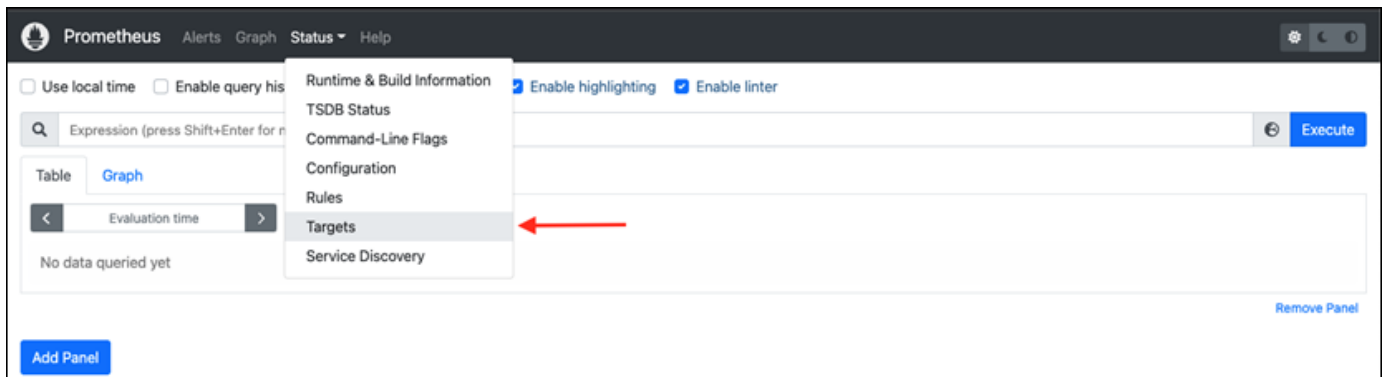 Prometheus Alerts Graph Status Help
Use local time Enable query his Enable highlighting Enable linter
Expression (press Shift+Enter for n Execute
Table Graph
Evaluation time
No data queried yet
Runtime & Build Information
TSDB Status
Command-Line Flags
Configuration
Rules
Targets
Service Discovery
Remove Panel
Add Panel